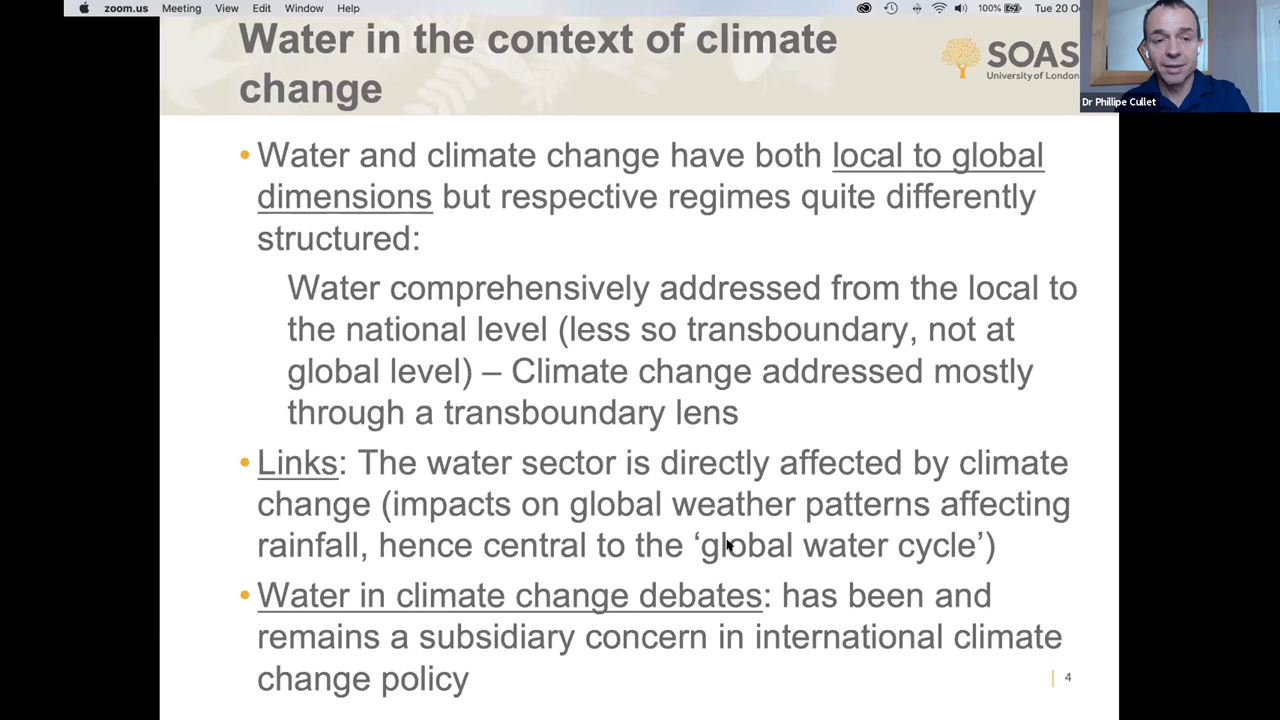 zoom.us Meeting View Edit Window Help 100% Tue 20 Oc
Water in the context of climate
change
SOAS
University of London
Dr Phillipe Cullet
• Water and climate change have both local to global
dimensions but respective regimes quite differently
structured:
Water comprehensively addressed from the local to
the national level (less so transboundary, not at
global level) – Climate change addressed mostly
through a transboundary lens
• Links: The water sector is directly affected by climate
change (impacts on global weather patterns affecting
rainfall, hence central to the ‘global water cycle’)
• Water in climate change debates: has been and
remains a subsidiary concern in international climate
change policy
4